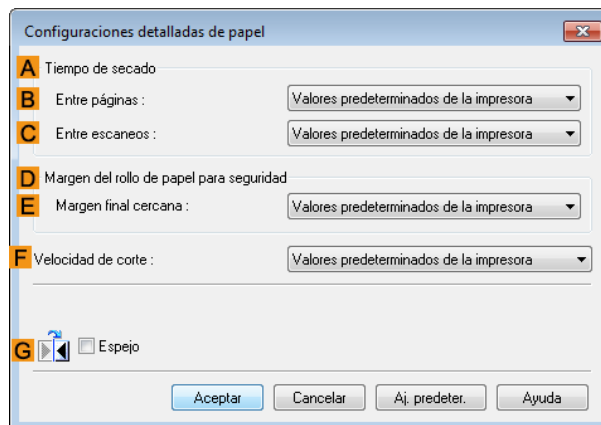 Configuraciones detalladas de papel
A Tiempo de secado
B Entre páginas : Valores predeterminados de la impresora
C Entre escaneos : Valores predeterminados de la impresora
D Margen del rollo de papel para seguridad
E Margen final cercana : Valores predeterminados de la impresora
F Velocidad de corte : Valores predeterminados de la impresora
G Espejo
Aceptar Cancelar Aj. predeter. Ayuda